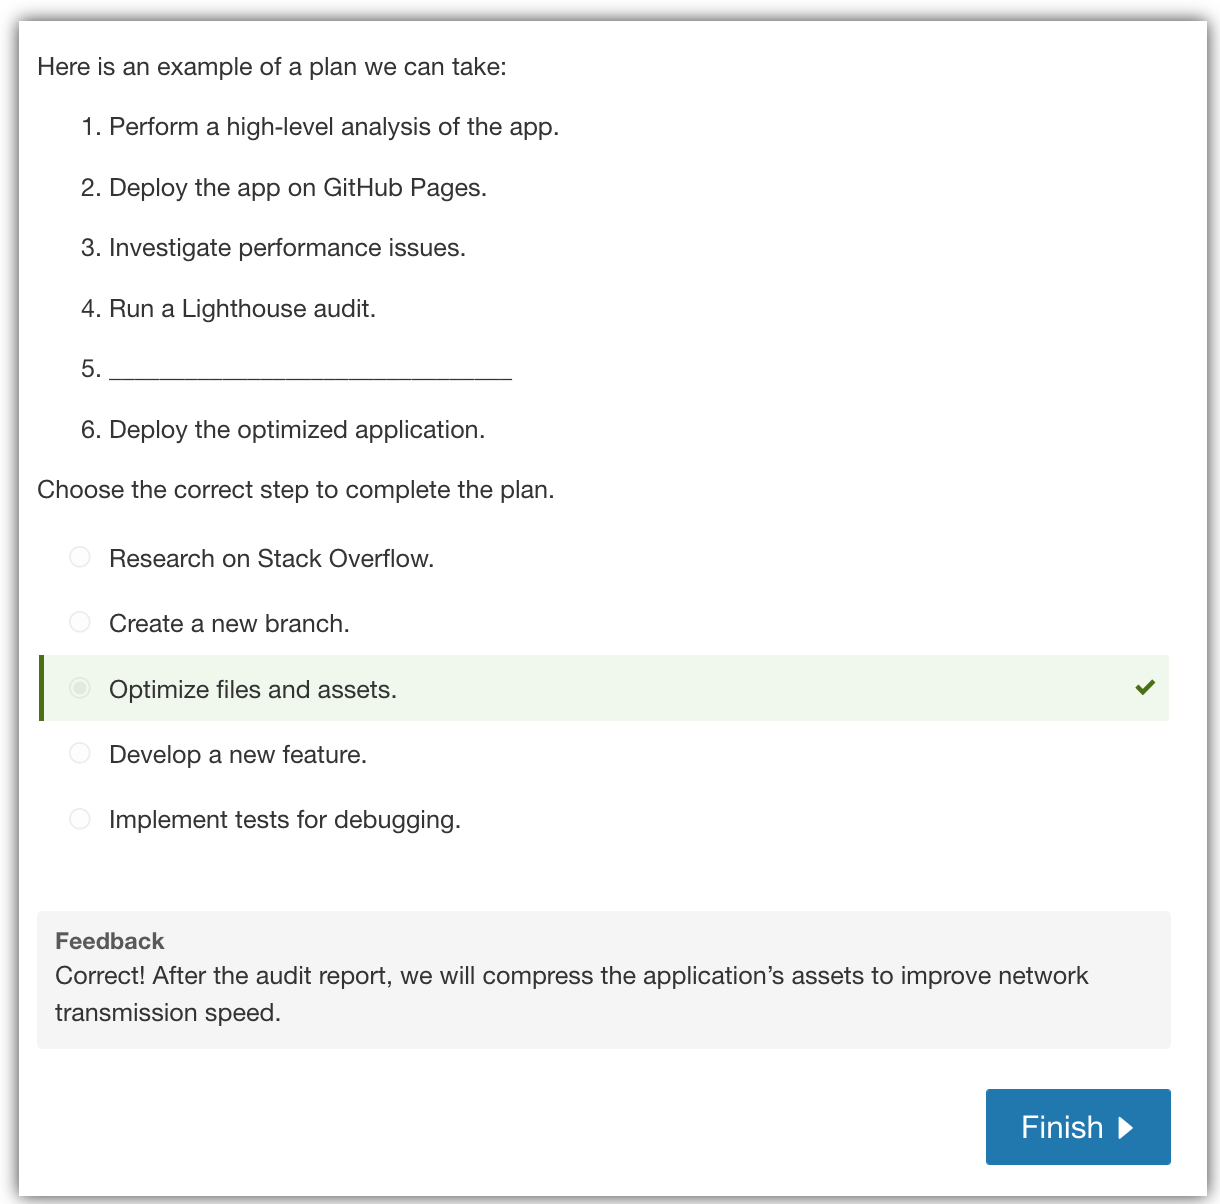 Here is an example of a plan we can take:
1. Perform a high-level analysis of the app.
2. Deploy the app on GitHub Pages.
3. Investigate performance issues.
4. Run a Lighthouse audit.
5. ______________________________
6. Deploy the optimized application.
Choose the correct step to complete the plan.
Research on Stack Overflow.
Create a new branch.
Optimize files and assets.
Develop a new feature.
Implement tests for debugging.
Feedback
Correct! After the audit report, we will compress the application’s assets to improve network
transmission speed.
Finish